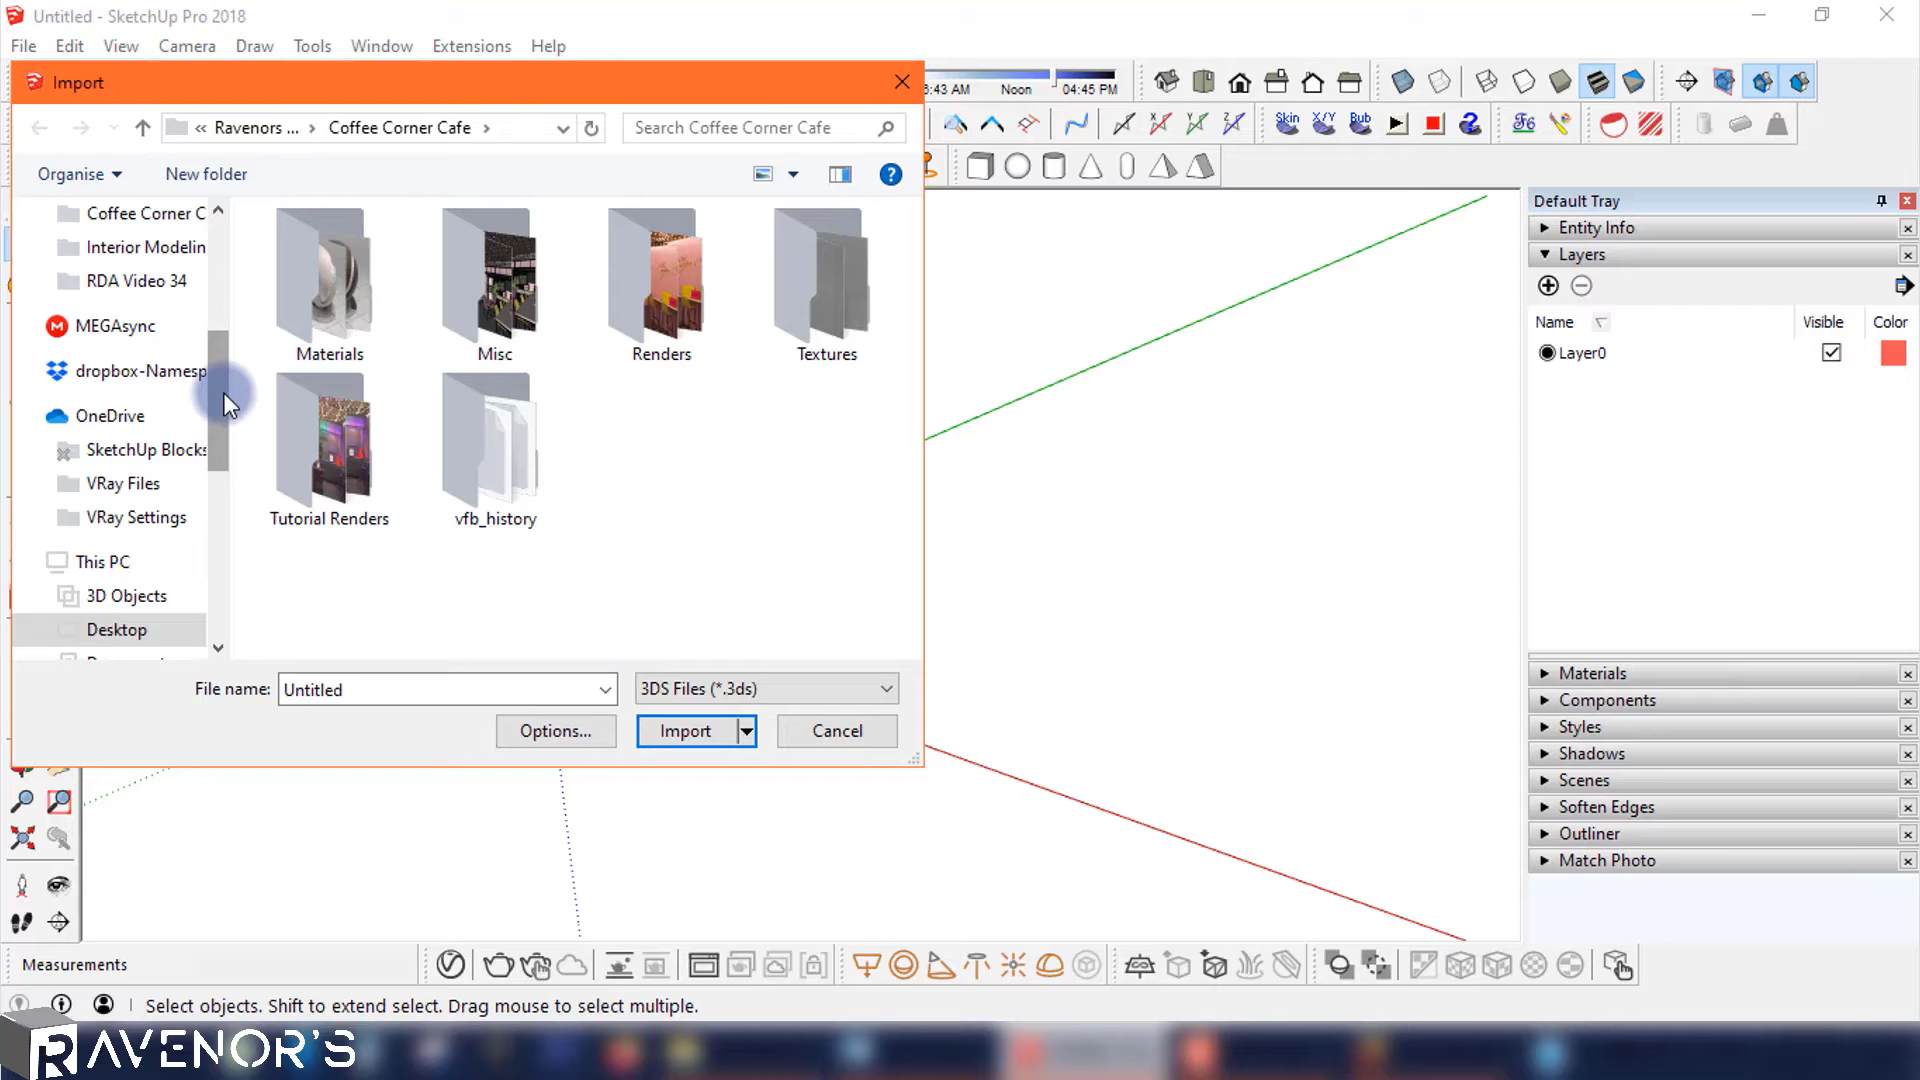 Untitled - SketchUp Pro 2018
File Edit View Camera Draw Tools Window Extensions Help
Import
:43 AM Noon 04:45 PM
« Ravenors ... › Coffee Corner Cafe ›
Search Coffee Corner Cafe
Skin X/Y Bub
F6
Organise
New folder
Coffee Corner C
Interior Modelin
RDA Video 34
MEGAsync
dropbox-Namesp
OneDrive
SketchUp Blocks
VRay Files
VRay Settings
This PC
3D Objects
Desktop
Materials
Misc
Renders
Textures
Tutorial Renders
vfb_history
File name: Untitled
3DS Files (*.3ds)
Options...
Import
Cancel
Default Tray
Entity Info
Layers
Name Visible Color
Layer0
Materials
Components
Styles
Shadows
Scenes
Soften Edges
Outliner
Match Photo
Measurements
Select objects. Shift to extend select. Drag mouse to select multiple.
RAVENOR'S